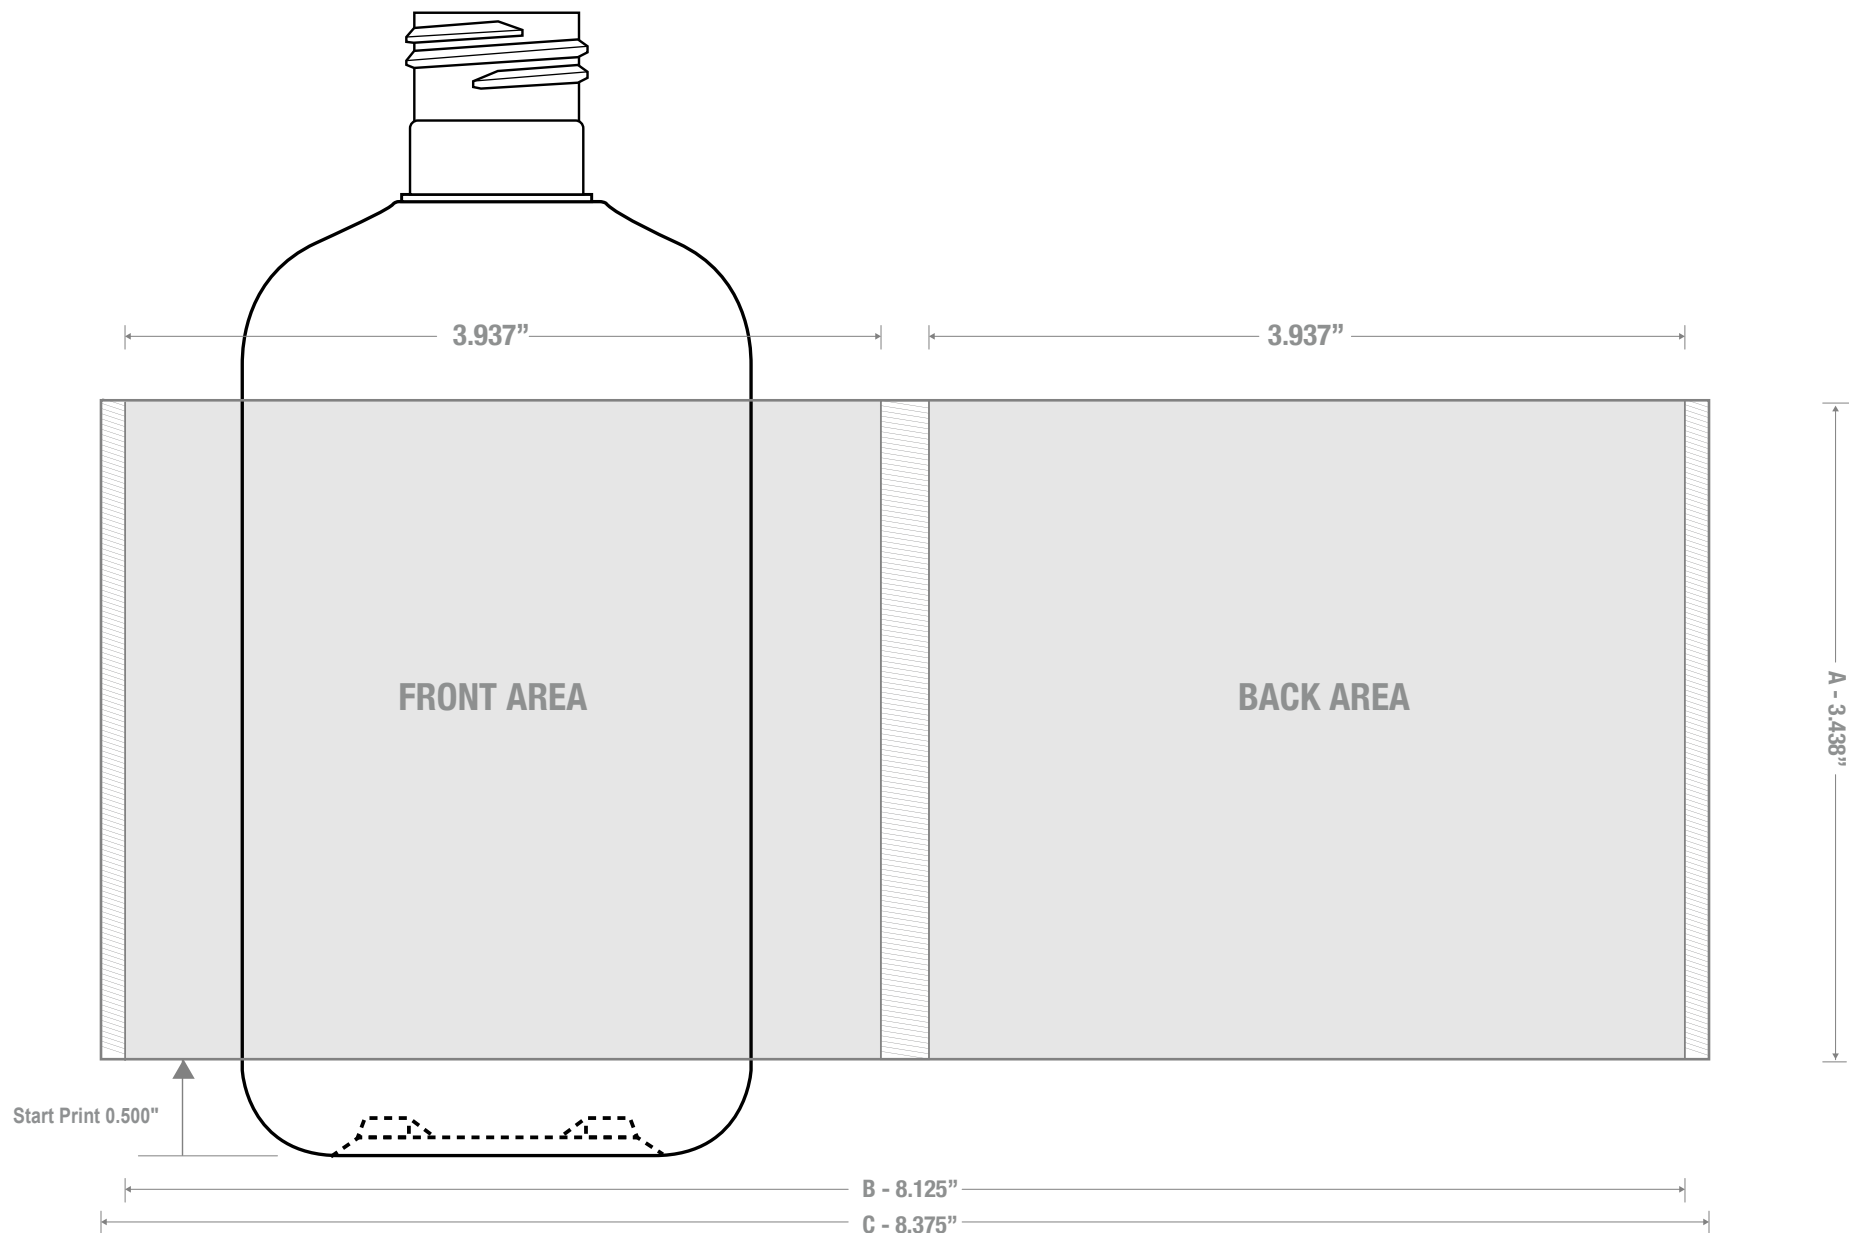 3.937”
3.937”
FRONT AREA
BACK AREA
A - 3.438”
Start Print 0.500"
B - 8.125”
C - 8.375”